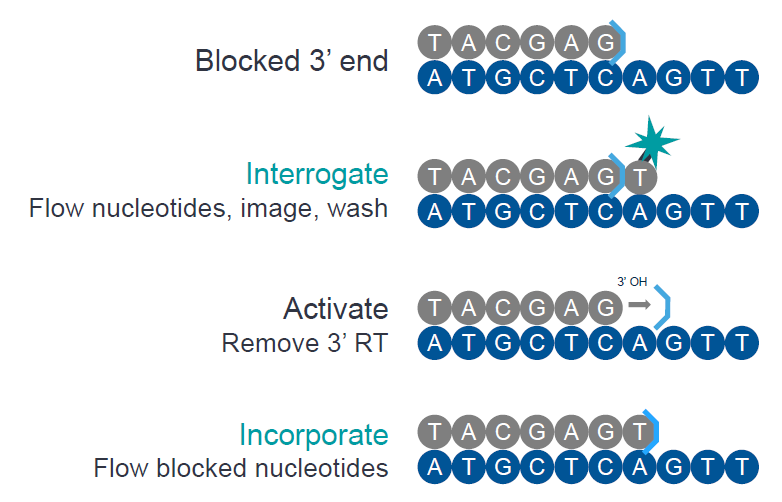 Blocked 3’ end
TACGAG
ATGCTCAGTT
Interrogate
Flow nucleotides, image, wash
TACGAGT
ATGCTCAGTT
Activate
Remove 3’ RT
3' OH
TACGAG
ATGCTCAGTT
Incorporate
Flow blocked nucleotides
TACGAGT
ATGCTCAGTT